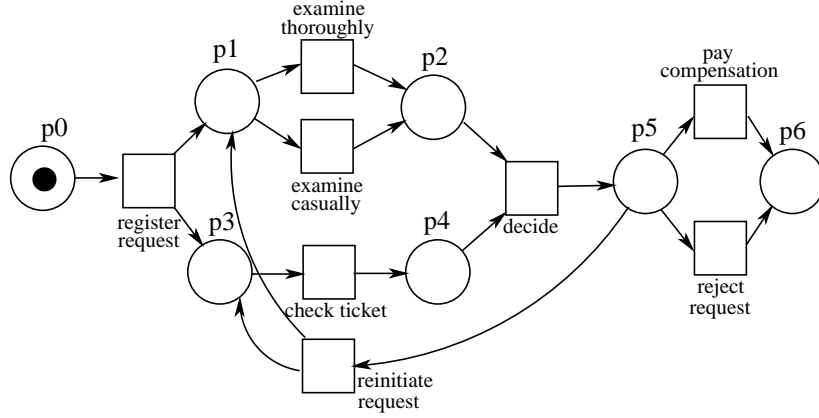 examine
thoroughly
p1
p2
pay
compensation
p0
p5
p6
examine
casually
register
request
p3
p4
decide
check ticket
reject
request
reinitiate
request